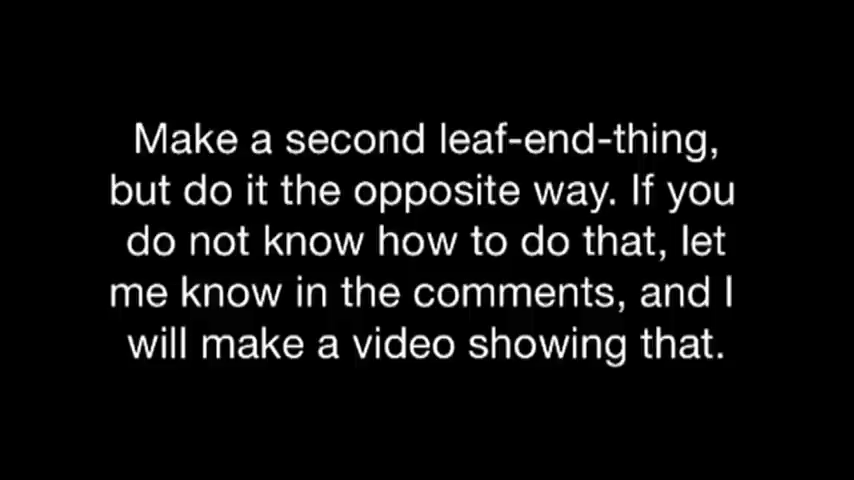 Make a second leaf-end-thing,
but do it the opposite way. If you
do not know how to do that, let
me know in the comments, and I
will make a video showing that.